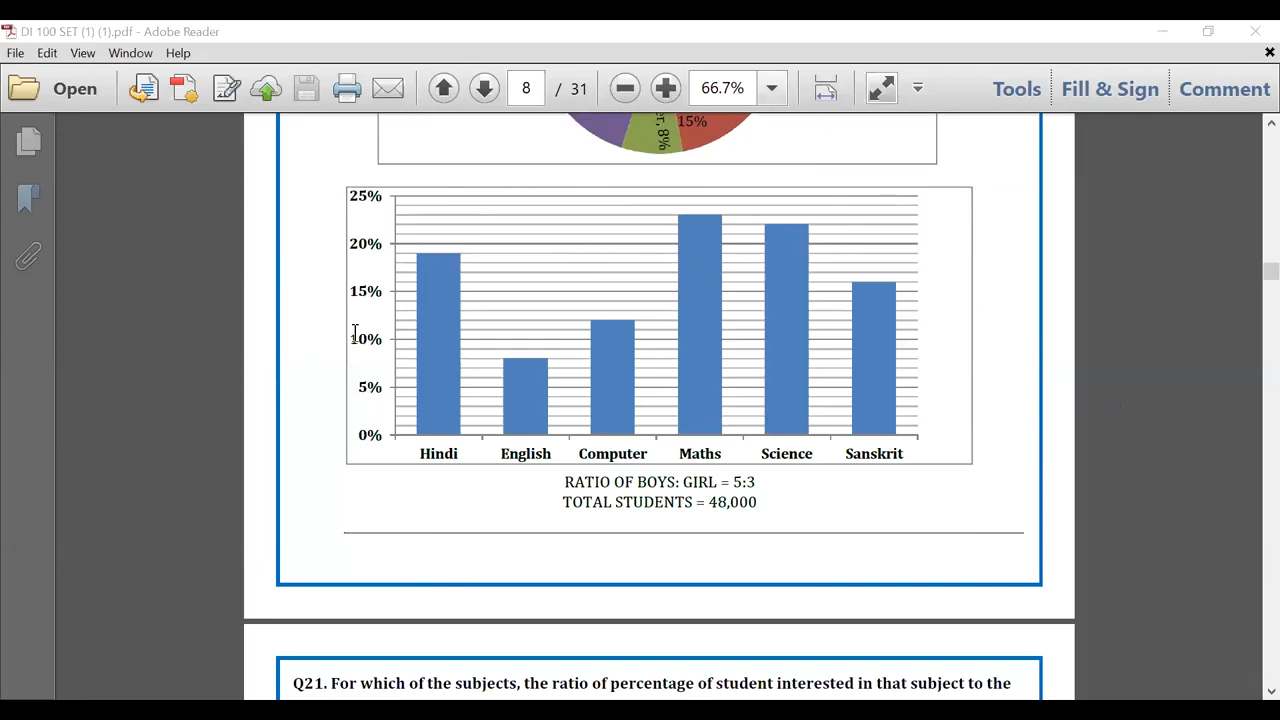 DI 100 SET (1) (1).pdf - Adobe Reader
File Edit View Window Help
Open 8 / 31 66.7% Tools Fill & Sign Comment
8%
15%
25%
20%
15%
10%
5%
0%
Hindi English Computer Maths Science Sanskrit
RATIO OF BOYS: GIRL = 5:3
TOTAL STUDENTS = 48,000
Q21. For which of the subjects, the ratio of percentage of student interested in that subject to the